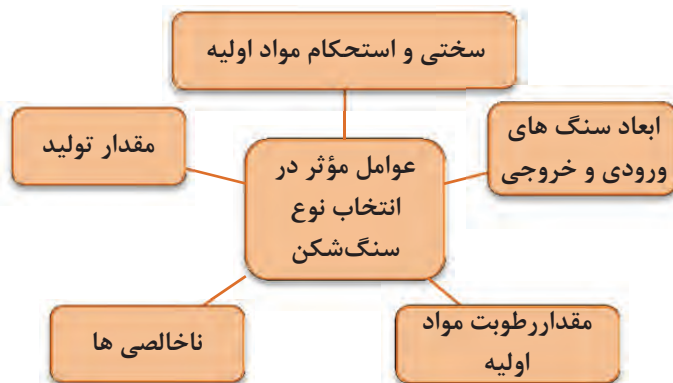 سختی و استحکام مواد اولیه
ابعاد سنگ های
ورودی و خروجی
مقدار تولید
عوامل مؤثر در
انتخاب نوع
سنگ‌شکن
مقداررطوبت مواد
اولیه
ناخالصی ها